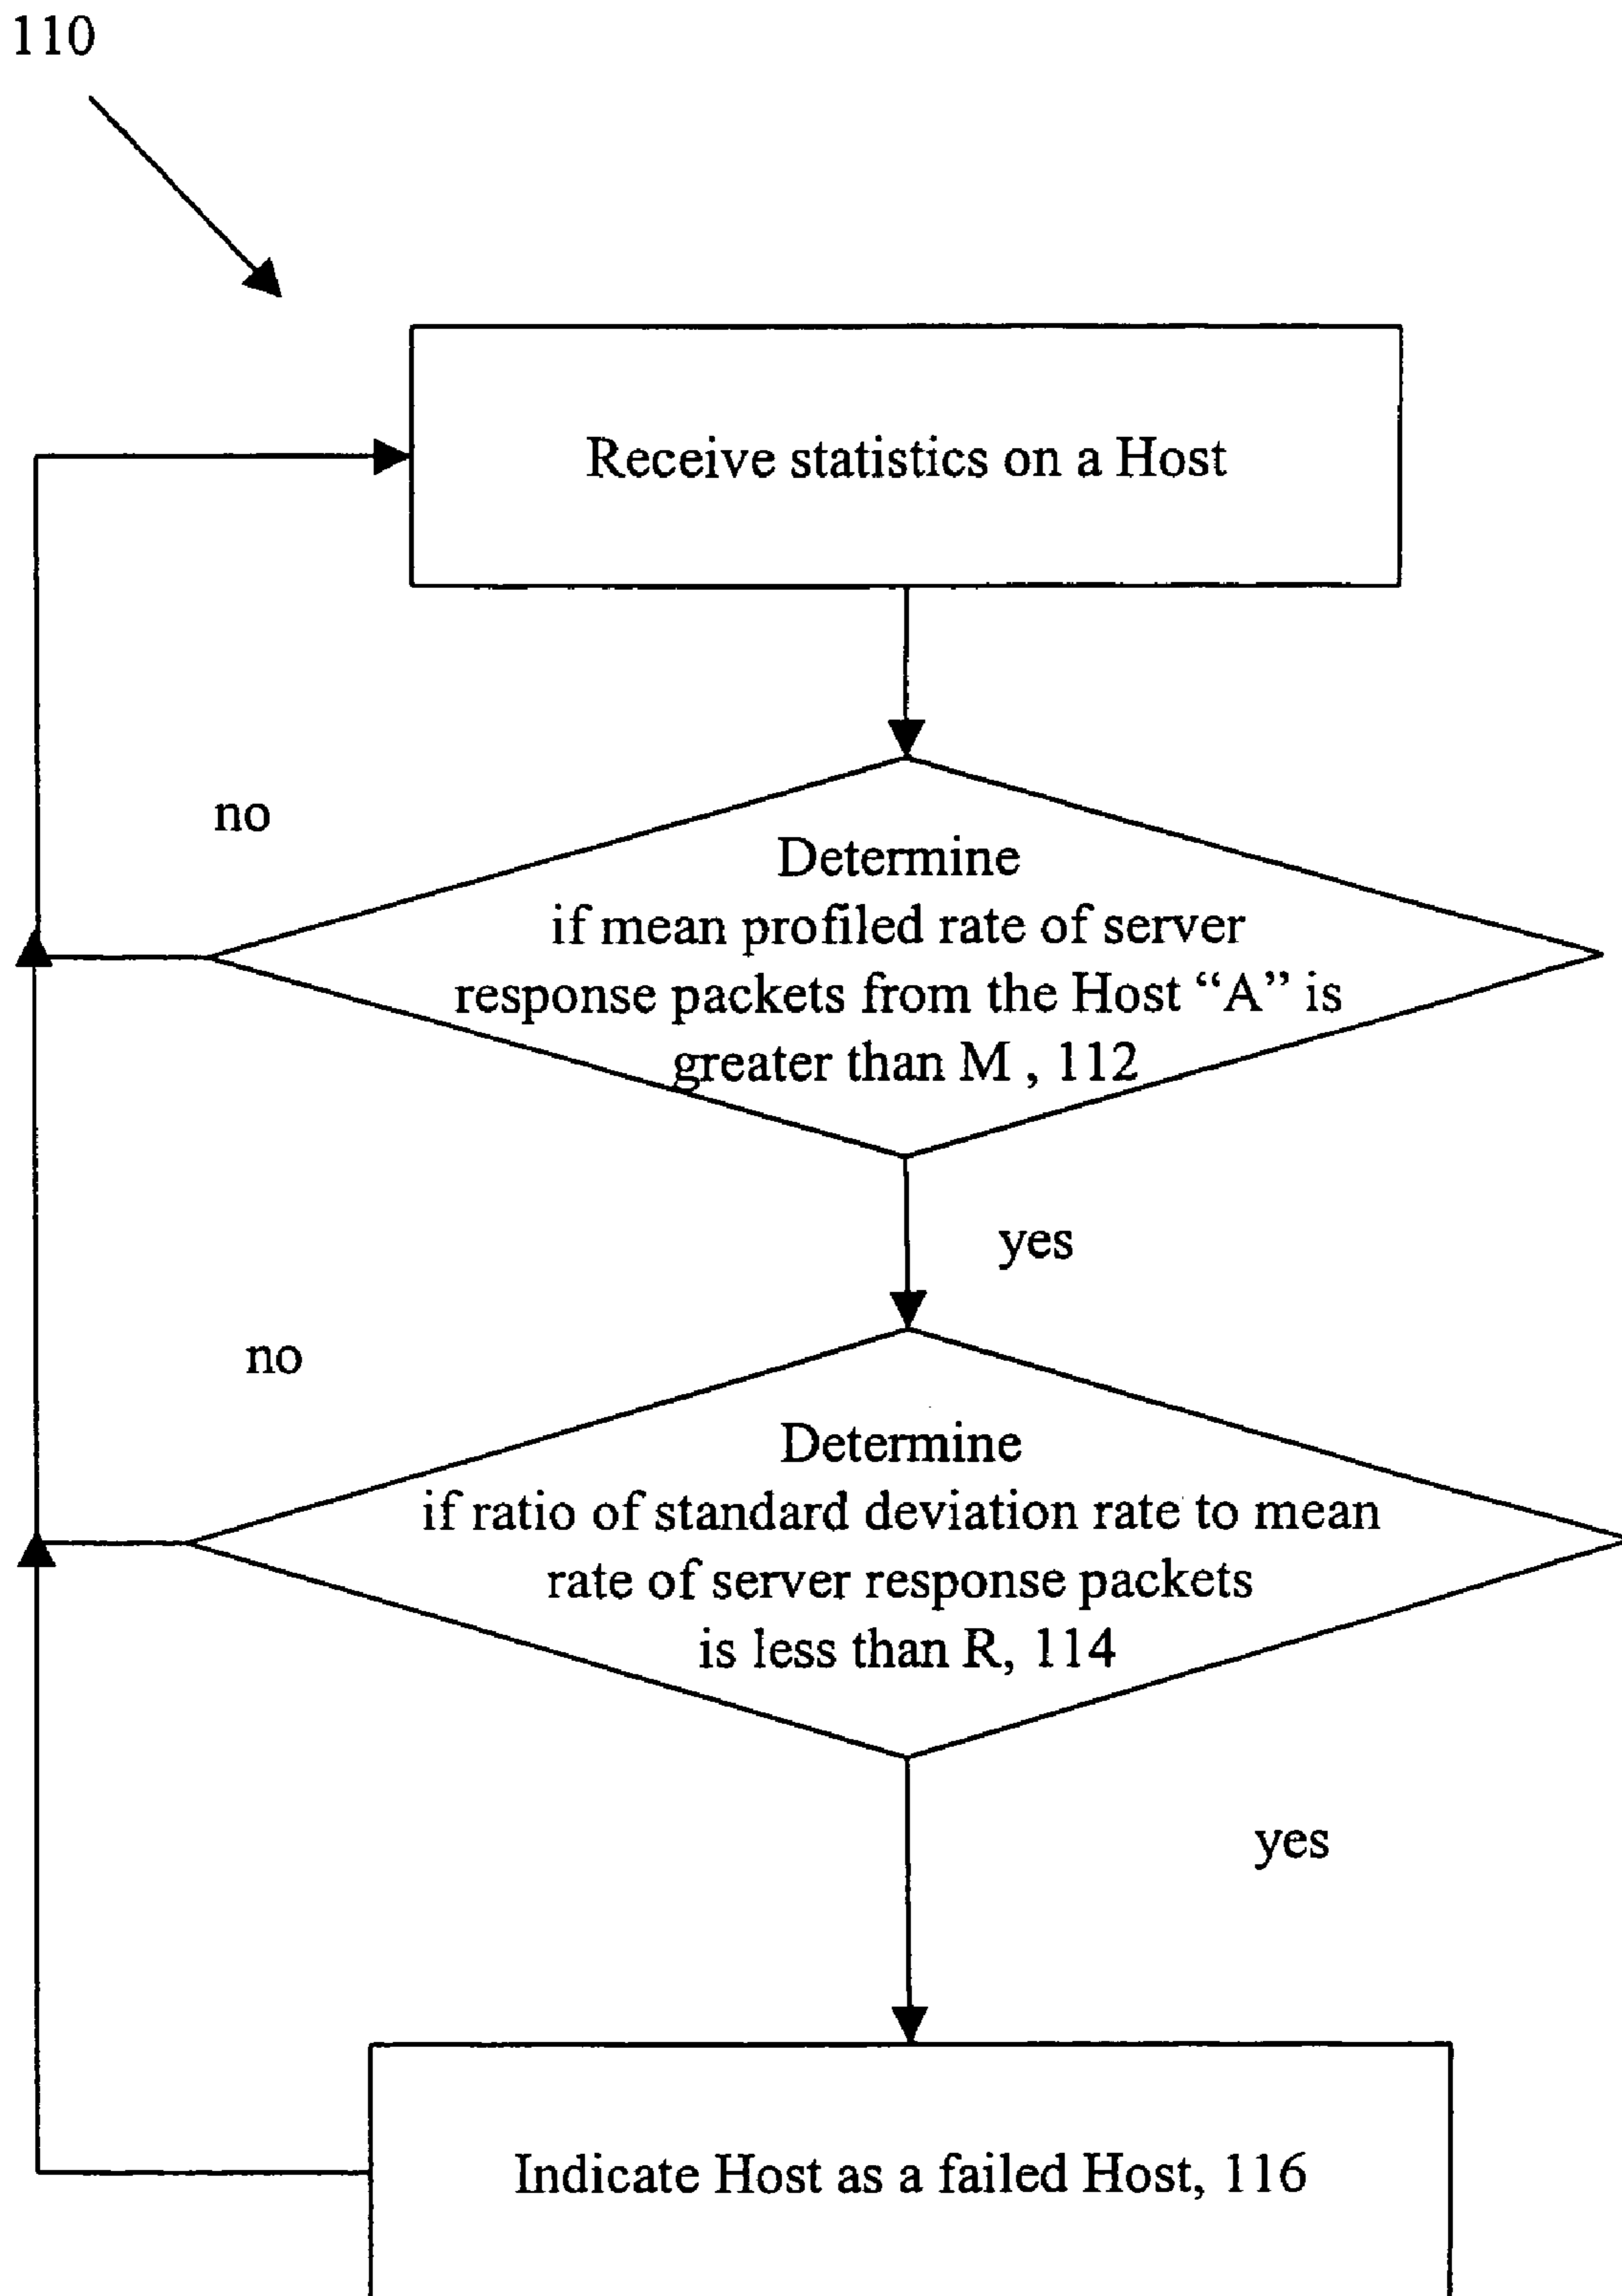 110
Receive statistics on a Host
no
Determine
if mean profiled rate of server
response packets from the Host “A” is
greater than M , 112
yes
no
Determine
if ratio of standard deviation rate to mean
rate of server response packets
is less than R, 114
yes
Indicate Host as a failed Host, 116